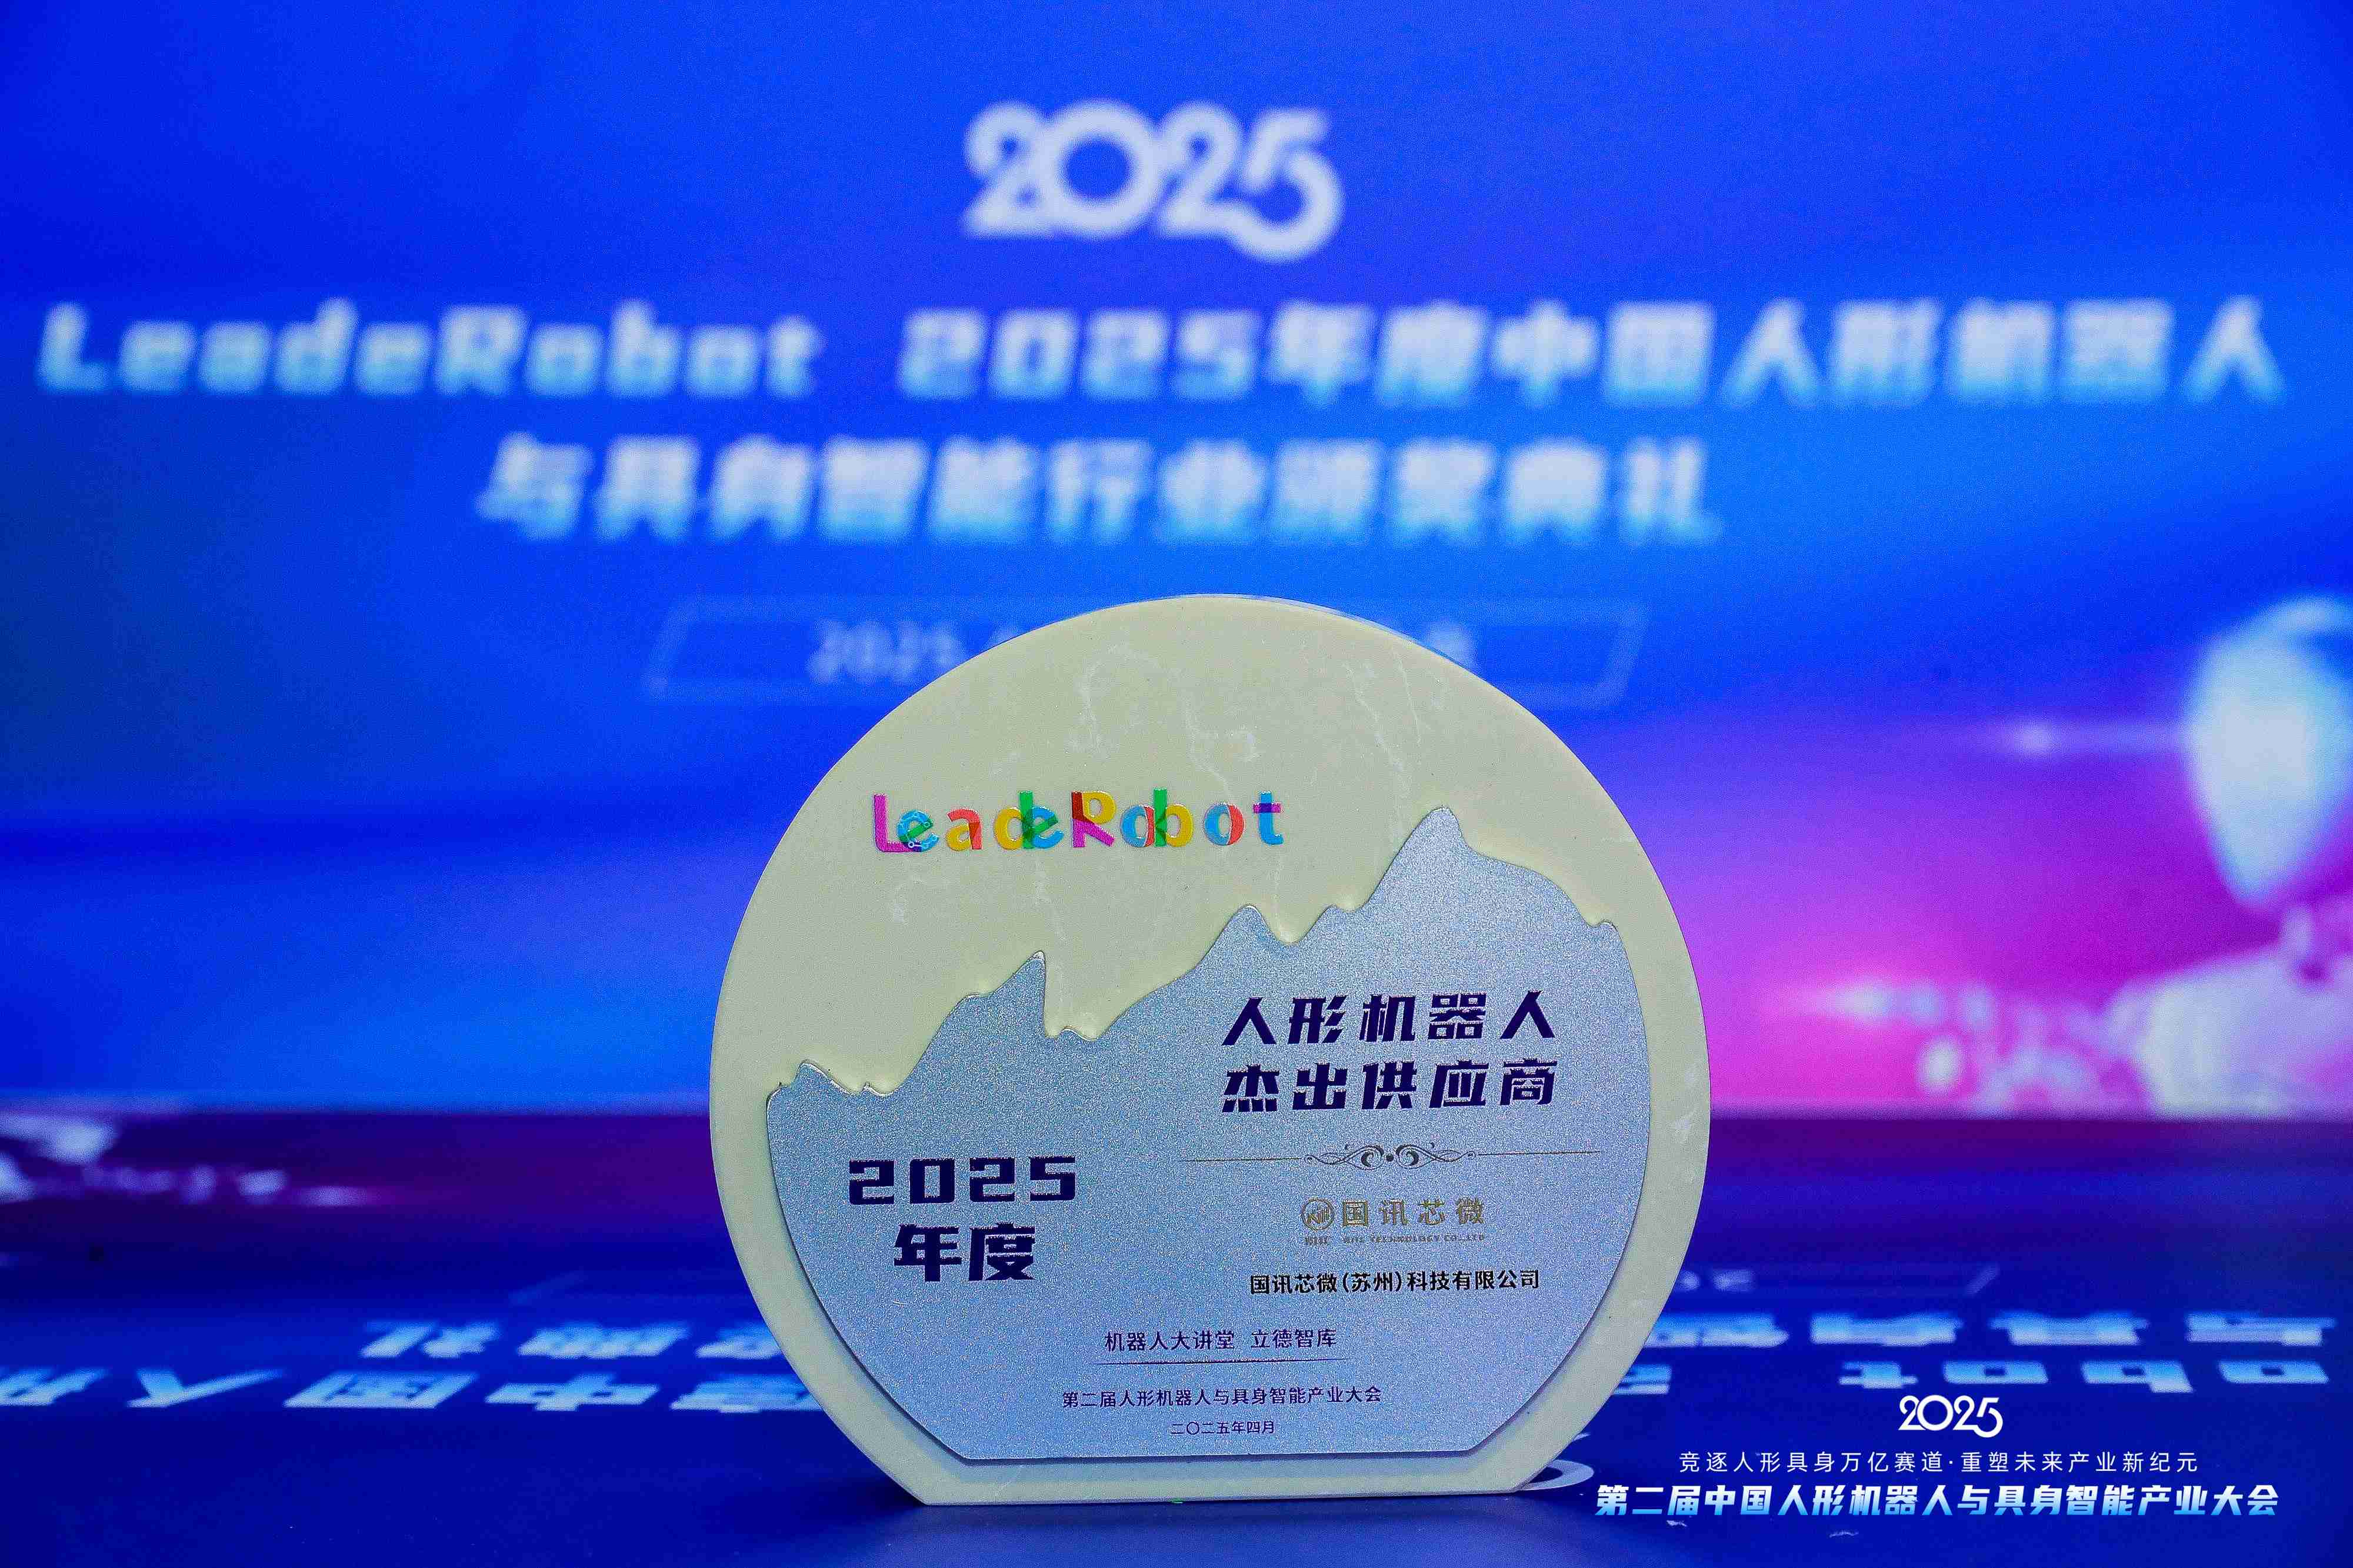 2025
LeadeRobot 2025年度中国人形机器人
与具身智能行业颁奖典礼
2025.
LeadeRobot
人形机器人
杰出供应商
2025
年度
国讯芯微
国讯芯微(苏州)科技有限公司
机器人大讲堂 立德智库
第二届人形机器人与具身智能产业大会
二〇二五年四月
2025
竞逐人形具身万亿赛道·重塑未来产业新纪元
第二届中国人形机器人与具身智能产业大会